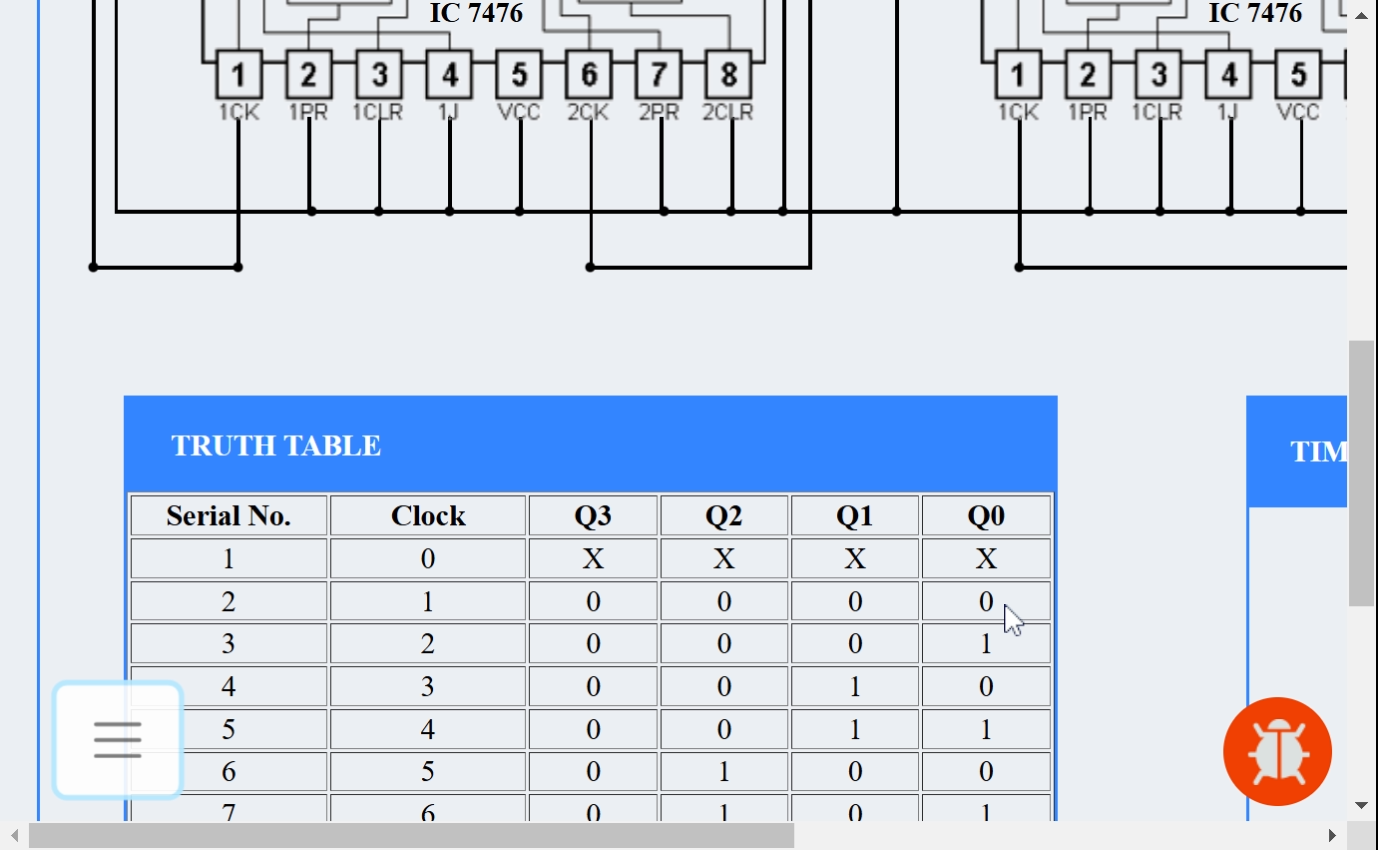 IC 7476 IC 7476
1 2 3 4 5 6 7 8 1 2 3 4 5
1CK 1PR 1CLR 1J VCC 2CK 2PR 2CLR 1CK 1PR 1CLR 1J VCC
TRUTH TABLE
TIM
Serial No. Clock Q3 Q2 Q1 Q0
1 0 X X X X
2 1 0 0 0 0
3 2 0 0 0 1
4 3 0 0 1 0
5 4 0 0 1 1
6 5 0 1 0 0
7 6 0 1 0 1